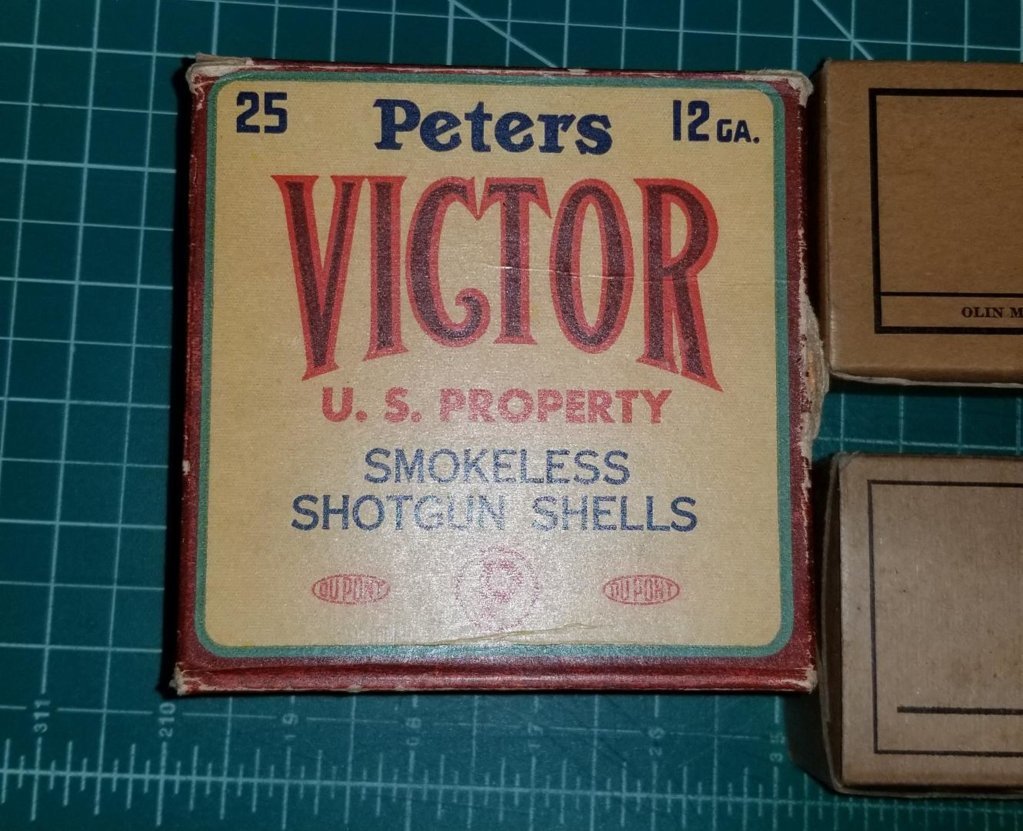 25 Peters 12 GA.
VICTOR
U. S. PROPERTY
SMOKELESS
SHOTGUN SHELLS
DU PONT P DU PONT
OLIN M